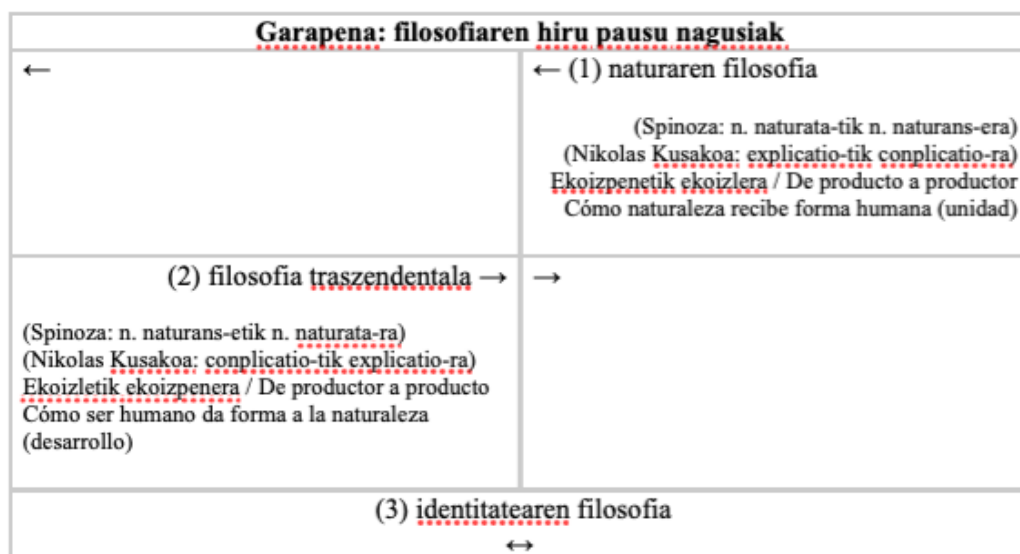 Garapena: filosofiaren hiru pausu nagusiak
←
← (1) naturaren filosofia
(Spinoza: n. naturata-tik n. naturans-era)
(Nikolas Kusakoa: explicatio-tik conplicatio-ra)
Ekoizpenetik ekoizlera / De producto a productor
Cómo naturaleza recibe forma humana (unidad)
(2) filosofia traszendentala →
→
(Spinoza: n. naturans-etik n. naturata-ra)
(Nikolas Kusakoa: conplicatio-tik explicatio-ra)
Ekoizletik ekoizpenera / De productor a producto
Cómo ser humano da forma a la naturaleza
(desarrollo)
(3) identitatearen filosofia
↔